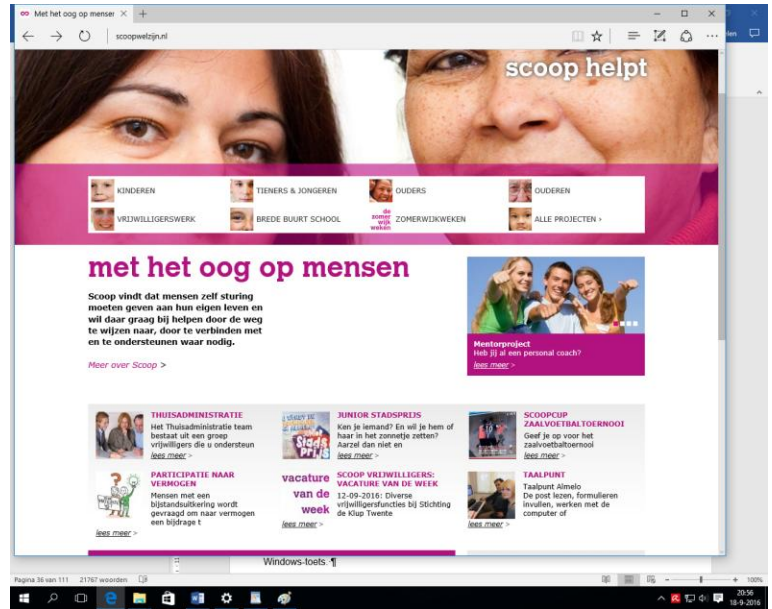 Met het oog op menser
scoopwelzijn.nl
len
scoop helpt
KINDEREN
TIENERS & JONGEREN
OUDERS
OUDEREN
VRIJWILLIGERSWERK
BREDE BUURT SCHOOL
de
zomer
wijk
weken
ZOMERWIJKWEKEN
ALLE PROJECTEN ›
met het oog op mensen
Scoop vindt dat mensen zelf sturing
moeten geven aan hun eigen leven en
wil daar graag bij helpen door de weg
te wijzen naar, door te verbinden met
en te ondersteunen waar nodig.
Meer over Scoop >
Mentorproject
Heb jij al een personal coach?
lees meer >
THUISADMINISTRATIE
Het Thuisadministratie team
bestaat uit een groep
vrijwilligers die u ondersteun
lees meer >
Stads
Prijs
JUNIOR STADSPRIJS
Ken je iemand? En wil je hem of
haar in het zonnetje zetten?
Aarzel dan niet en
lees meer >
SCOOPCUP
ZAALVOETBALTOERNOOI
Geef je op voor het
zaalvoetbaltoernooi
lees meer >
PARTICIPATIE NAAR
VERMOGEN
Mensen met een
bijstandsuitkering wordt
gevraagd om naar vermogen
een bijdrage t
lees meer >
vacature
van de
week
SCOOP VRIJWILLIGERS:
VACATURE VAN DE WEEK
12-09-2016: Diverse
vrijwilligersfuncties bij Stichting
de Klup Twente
lees meer >
TAALPUNT
Taalpunt Almelo
De post lezen, formulieren
invullen, werken met de
computer of
lees meer >
Windows-toets. ¶
Pagina 36 van 111 21767 woorden
100%
20:56
18-9-2016